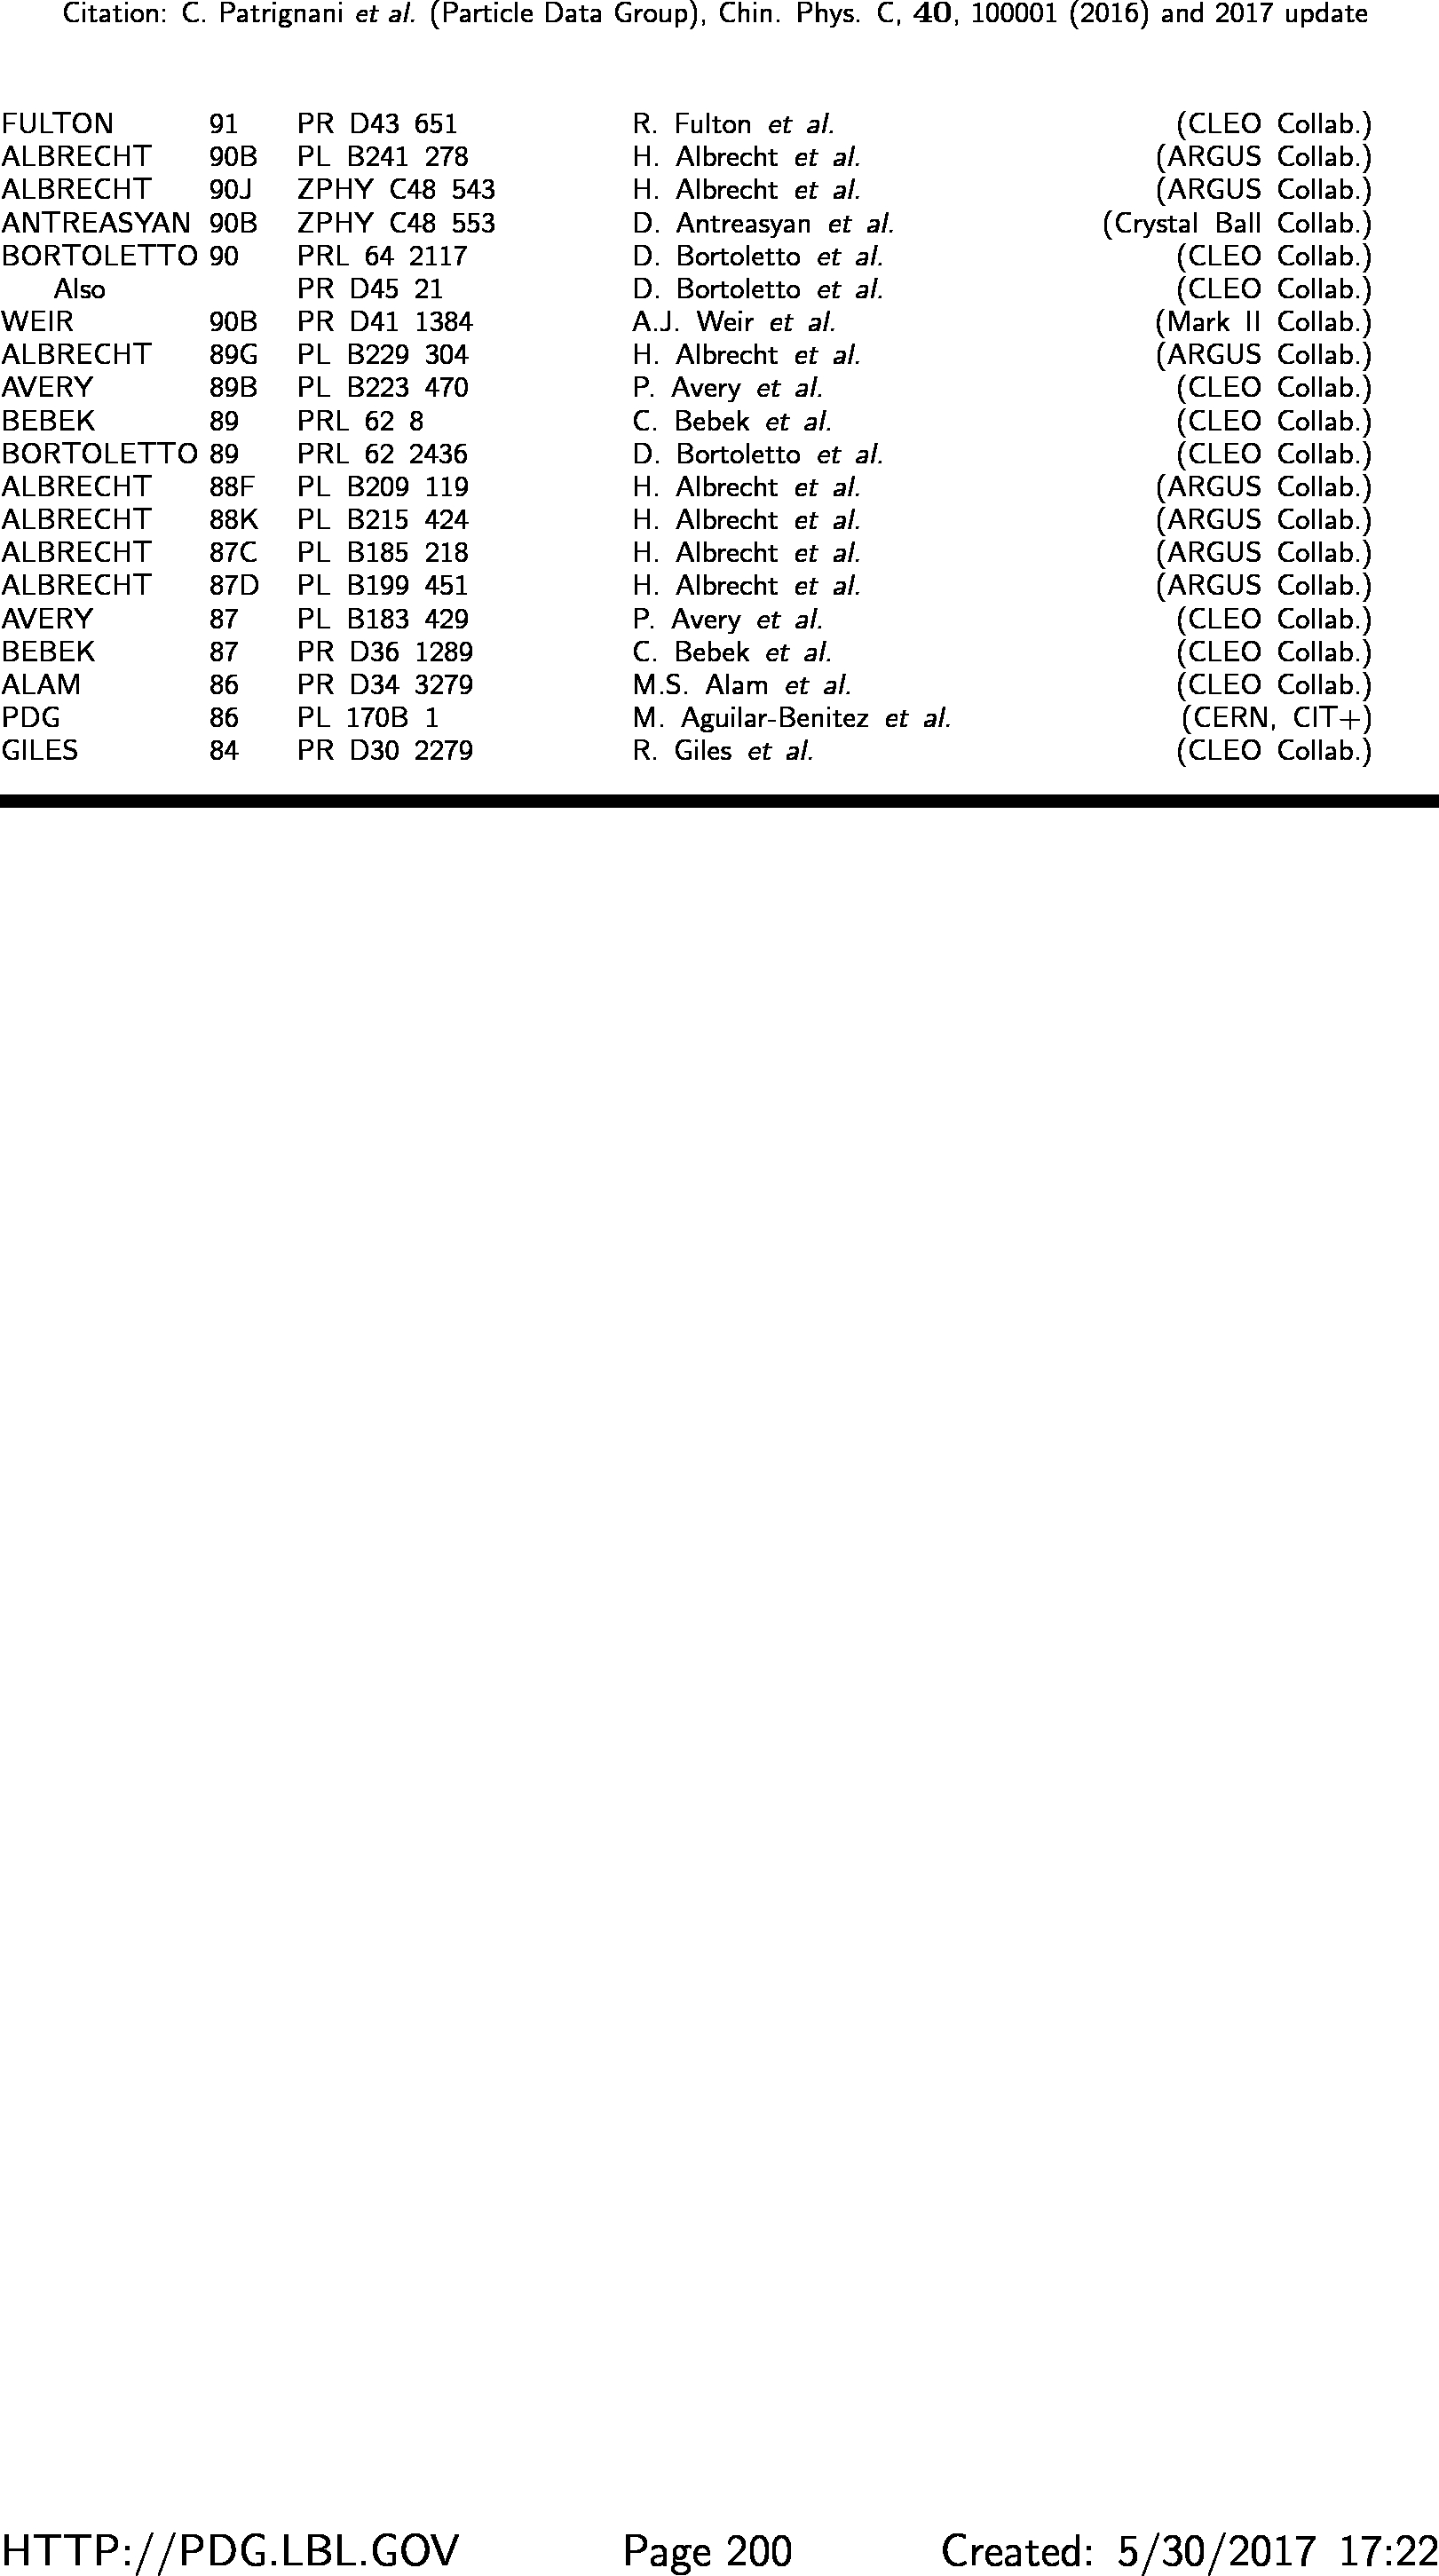 Citation: C. Patrignani et al. (Particle Data Group), Chin. Phys. C, 40, 100001 (2016) and 2017 update
FULTON 91 PR D43 651 R. Fulton et al. (CLEO Collab.)
ALBRECHT 90B PL B241 278 H. Albrecht et al. (ARGUS Collab.)
ALBRECHT 90J ZPHY C48 543 H. Albrecht et al. (ARGUS Collab.)
ANTREASYAN 90B ZPHY C48 553 D. Antreasyan et al. (Crystal Ball Collab.)
BORTOLETTO 90 PRL 64 2117 D. Bortoletto et al. (CLEO Collab.)
Also PR D45 21 D. Bortoletto et al. (CLEO Collab.)
WEIR 90B PR D41 1384 A.J. Weir et al. (Mark II Collab.)
ALBRECHT 89G PL B229 304 H. Albrecht et al. (ARGUS Collab.)
AVERY 89B PL B223 470 P. Avery et al. (CLEO Collab.)
BEBEK 89 PRL 62 8 C. Bebek et al. (CLEO Collab.)
BORTOLETTO 89 PRL 62 2436 D. Bortoletto et al. (CLEO Collab.)
ALBRECHT 88F PL B209 119 H. Albrecht et al. (ARGUS Collab.)
ALBRECHT 88K PL B215 424 H. Albrecht et al. (ARGUS Collab.)
ALBRECHT 87C PL B185 218 H. Albrecht et al. (ARGUS Collab.)
ALBRECHT 87D PL B199 451 H. Albrecht et al. (ARGUS Collab.)
AVERY 87 PL B183 429 P. Avery et al. (CLEO Collab.)
BEBEK 87 PR D36 1289 C. Bebek et al. (CLEO Collab.)
ALAM 86 PR D34 3279 M.S. Alam et al. (CLEO Collab.)
PDG 86 PL 170B 1 M. Aguilar-Benitez et al. (CERN, CIT+)
GILES 84 PR D30 2279 R. Giles et al. (CLEO Collab.)
HTTP://PDG.LBL.GOV Page 200 Created: 5/30/2017 17:22